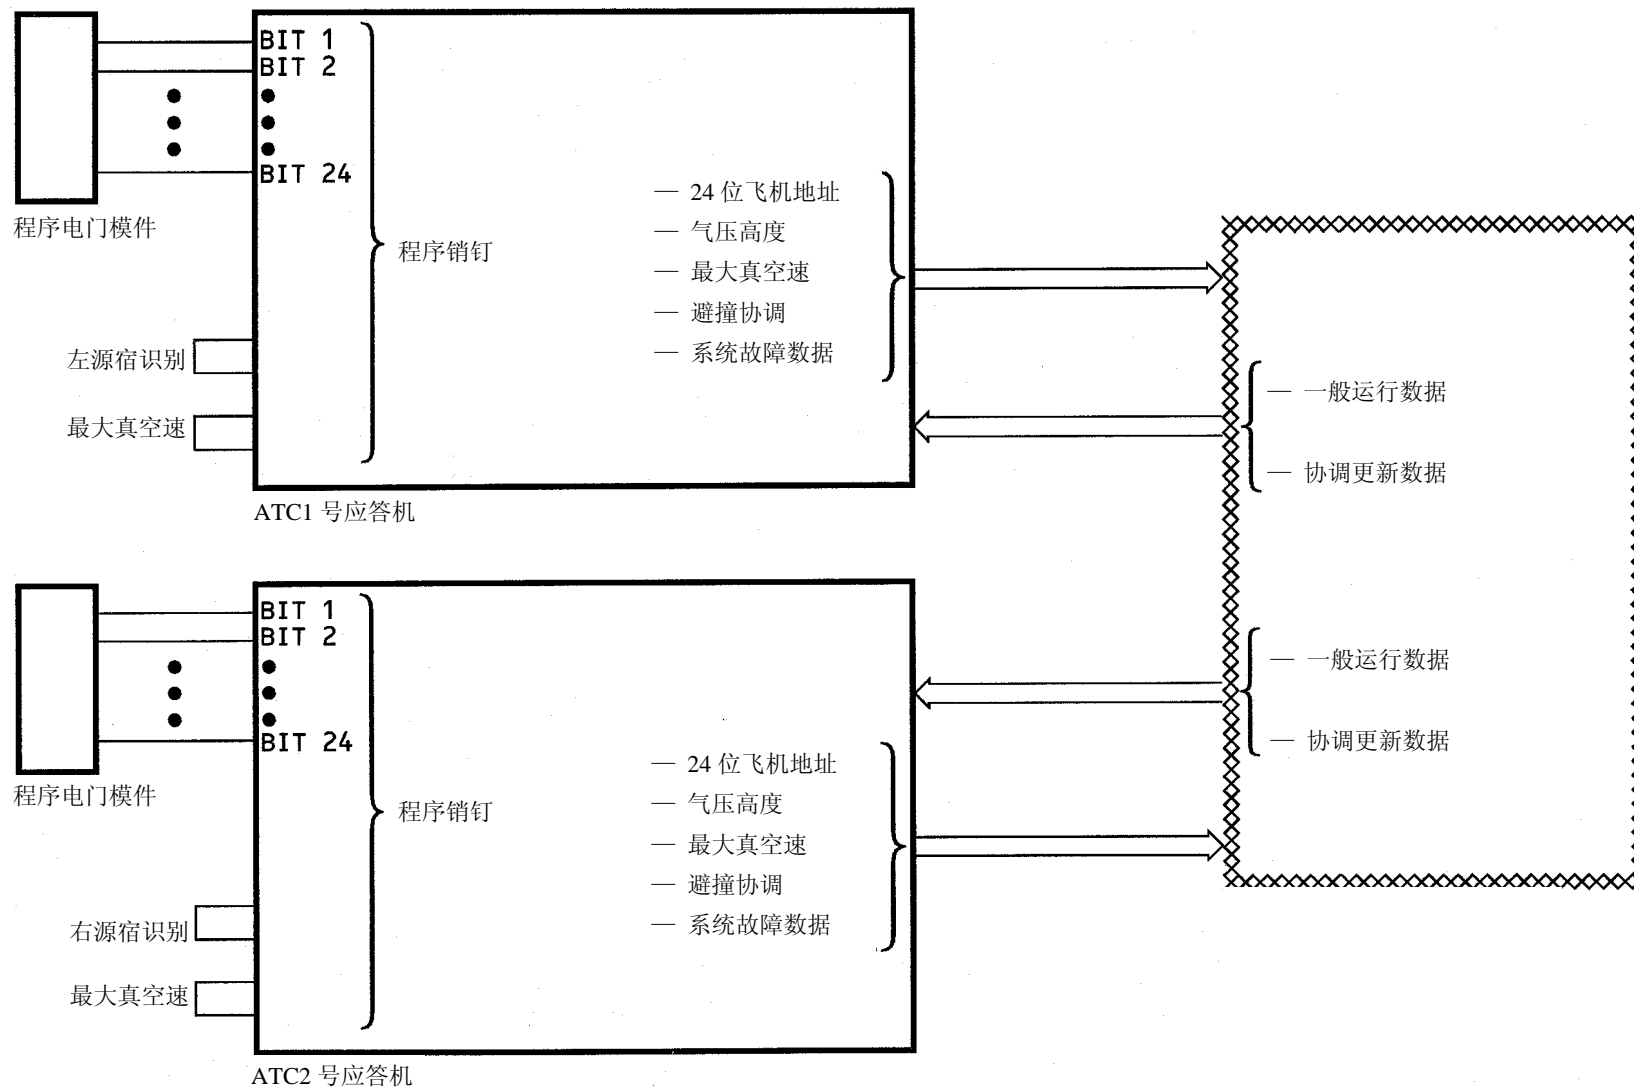 BIT 1
BIT 2
BIT 24
程序电门模件
程序销钉
左源宿识别
最大真空速
— 24 位飞机地址
— 气压高度
— 最大真空速
— 避撞协调
— 系统故障数据
— 一般运行数据
— 协调更新数据
ATC1 号应答机
BIT 1
BIT 2
BIT 24
程序电门模件
程序销钉
右源宿识别
最大真空速
— 24 位飞机地址
— 气压高度
— 最大真空速
— 避撞协调
— 系统故障数据
— 一般运行数据
— 协调更新数据
ATC2 号应答机